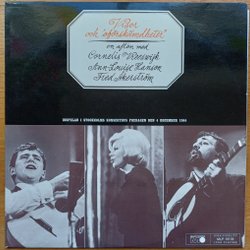 Visor
och "oförskämdheter"
en afton med
Cornelis Vreeswijk
Ann-Louise Hanson
Fred Åkerström
INSPELAD I STOCKHOLMS KONSERTHUS FREDAGEN DEN 4 DECEMBER 1964